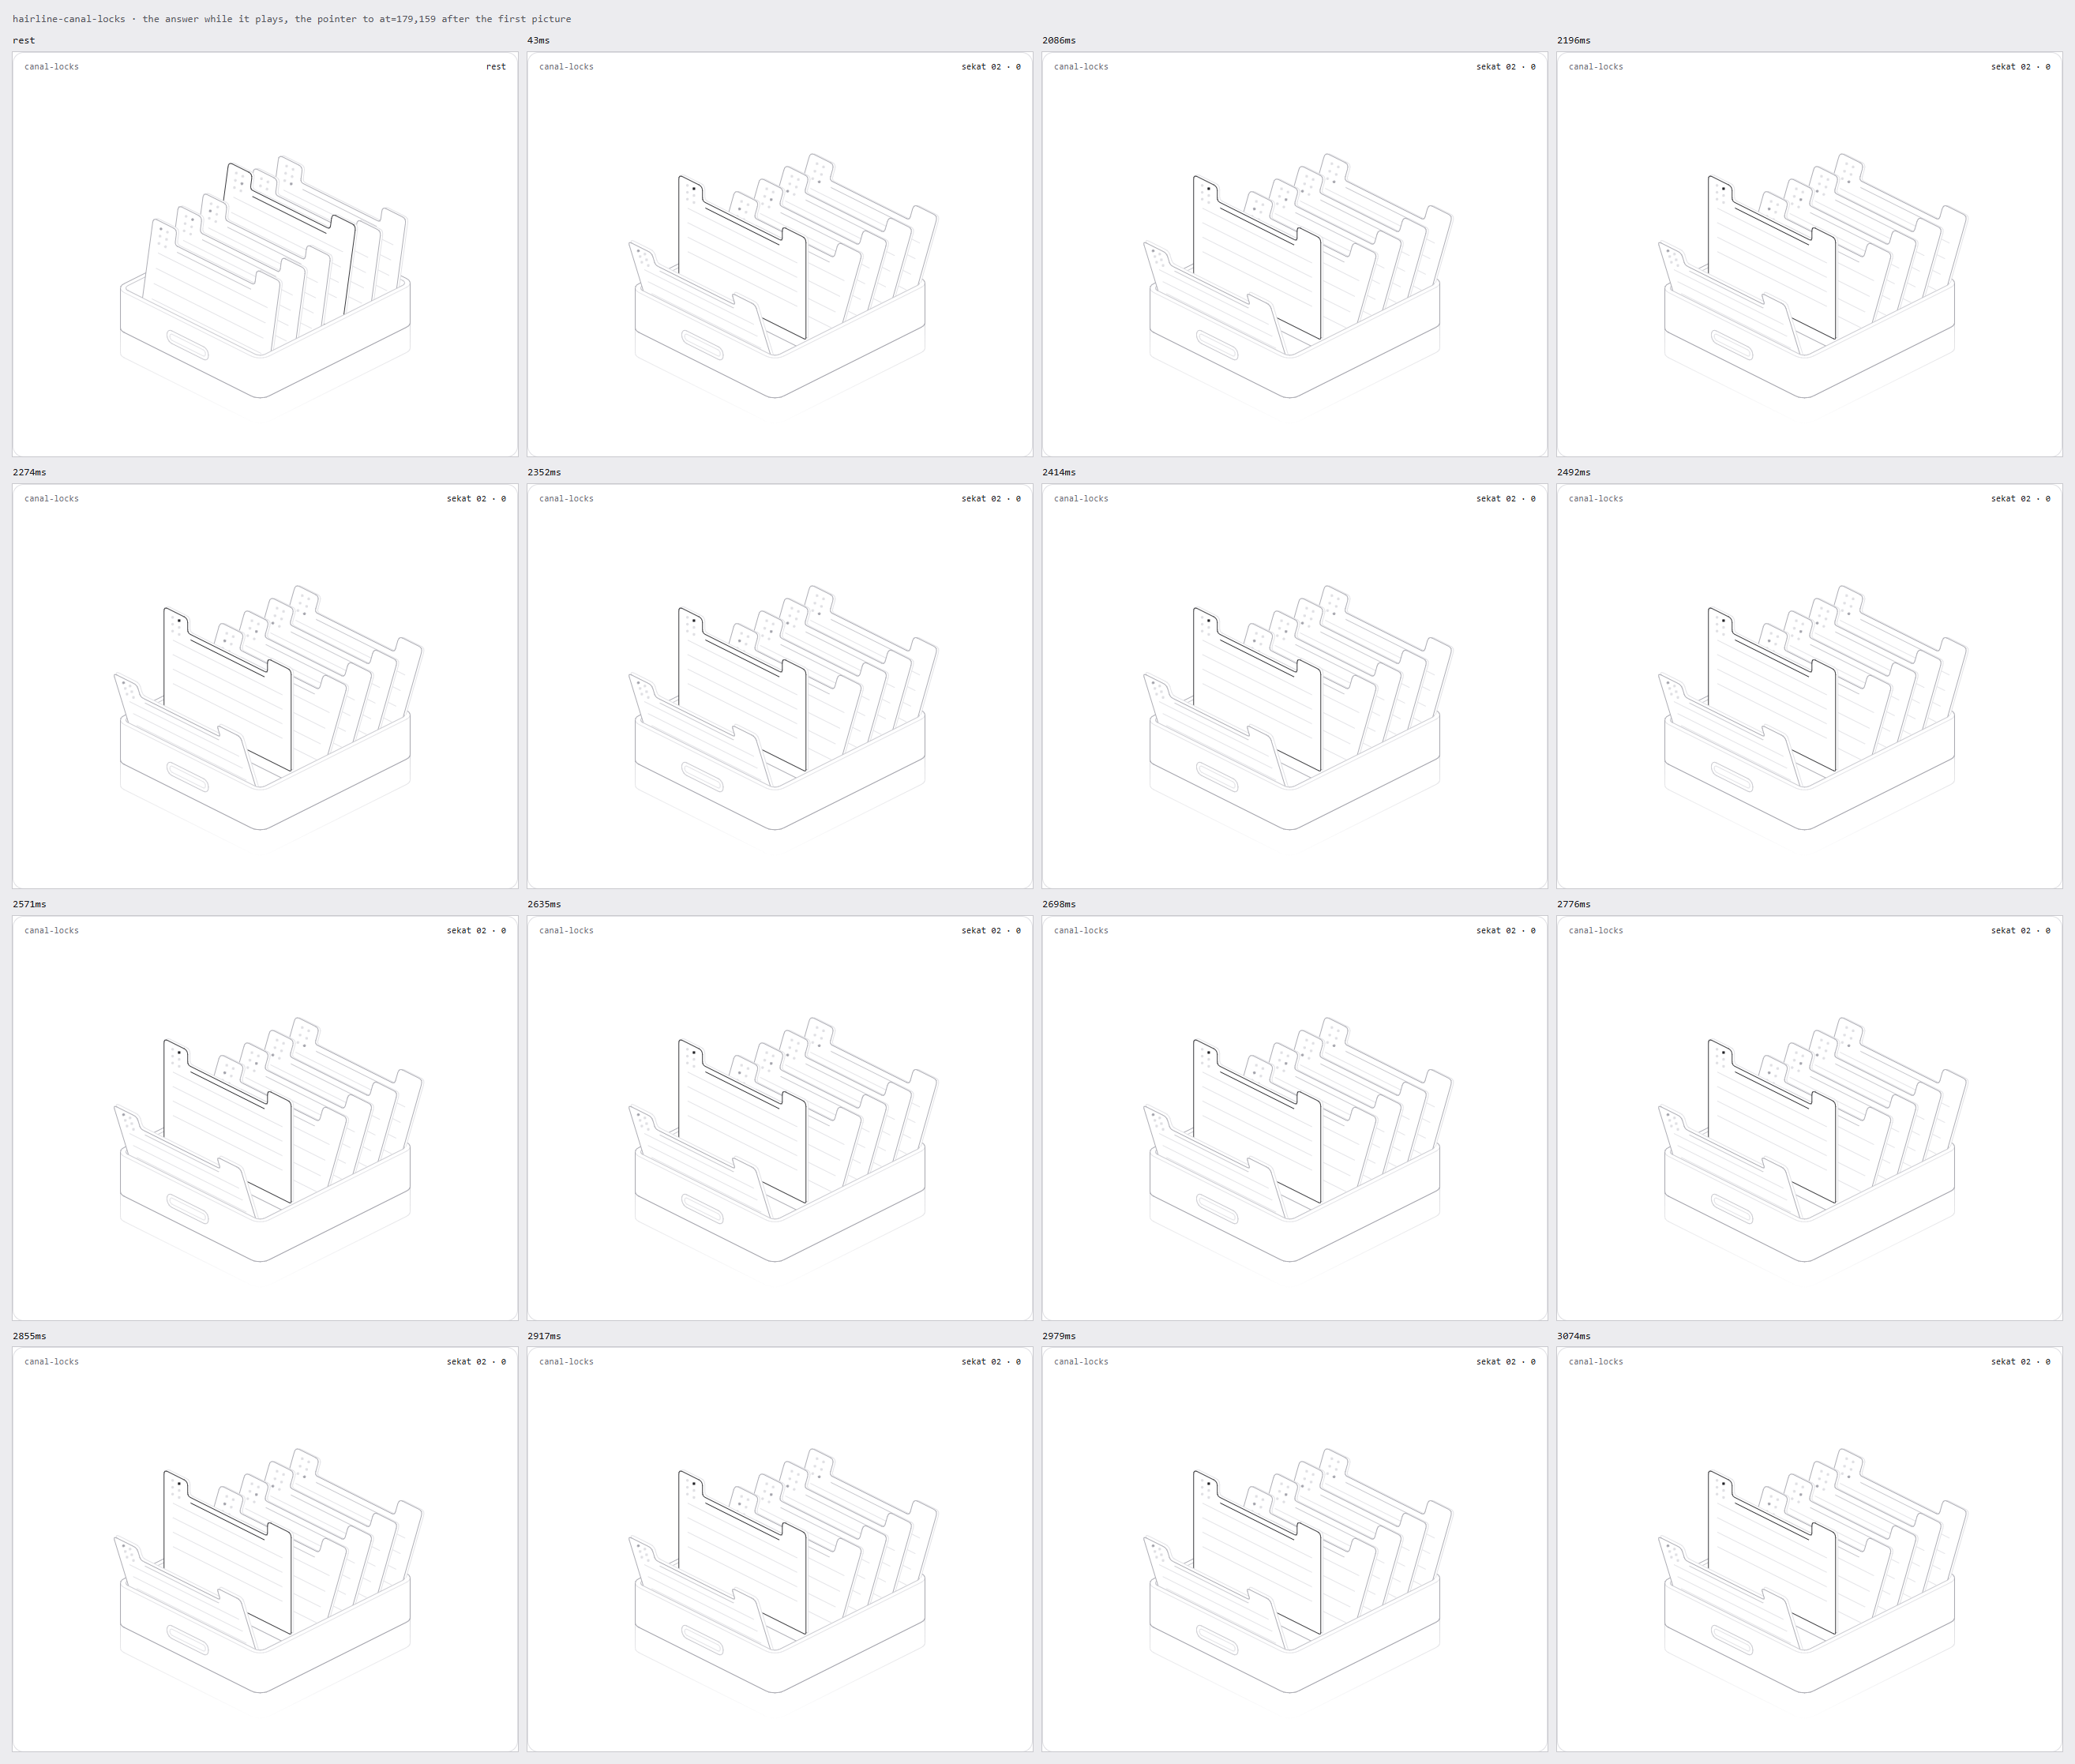 hairline-canal-locks · the answer while it plays, the pointer to at=179,159 after the first picture
rest 43ms 2086ms 2196ms
canal-locks rest canal-locks sekat 02 · 0 canal-locks sekat 02 · 0 canal-locks sekat 02 · 0
2274ms 2352ms 2414ms 2492ms
canal-locks sekat 02 · 0 canal-locks sekat 02 · 0 canal-locks sekat 02 · 0 canal-locks sekat 02 · 0
2571ms 2635ms 2698ms 2776ms
canal-locks sekat 02 · 0 canal-locks sekat 02 · 0 canal-locks sekat 02 · 0 canal-locks sekat 02 · 0
2855ms 2917ms 2979ms 3074ms
canal-locks sekat 02 · 0 canal-locks sekat 02 · 0 canal-locks sekat 02 · 0 canal-locks sekat 02 · 0